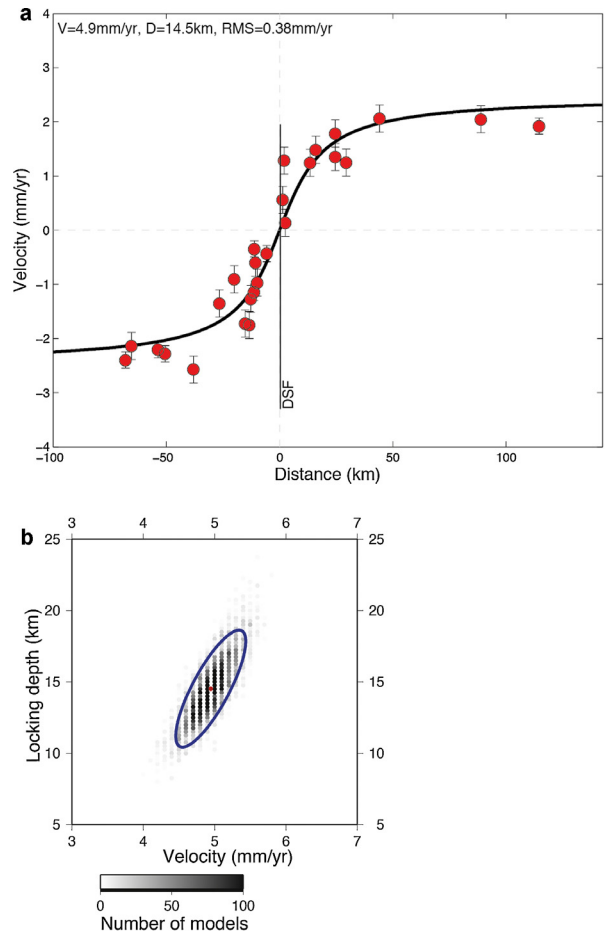 a
V=4.9mm/yr, D=14.5km, RMS=0.38mm/yr
4
3
2
1
0
−1
−2
−3
−4
Velocity (mm/yr)
DSF
−100 −50 0 50 100
Distance (km)
b
3 4 5 6 7
25 25
20 20
15 15
10 10
5 5
Locking depth (km)
3 4 5 6 7
Velocity (mm/yr)
0 50 100
Number of models